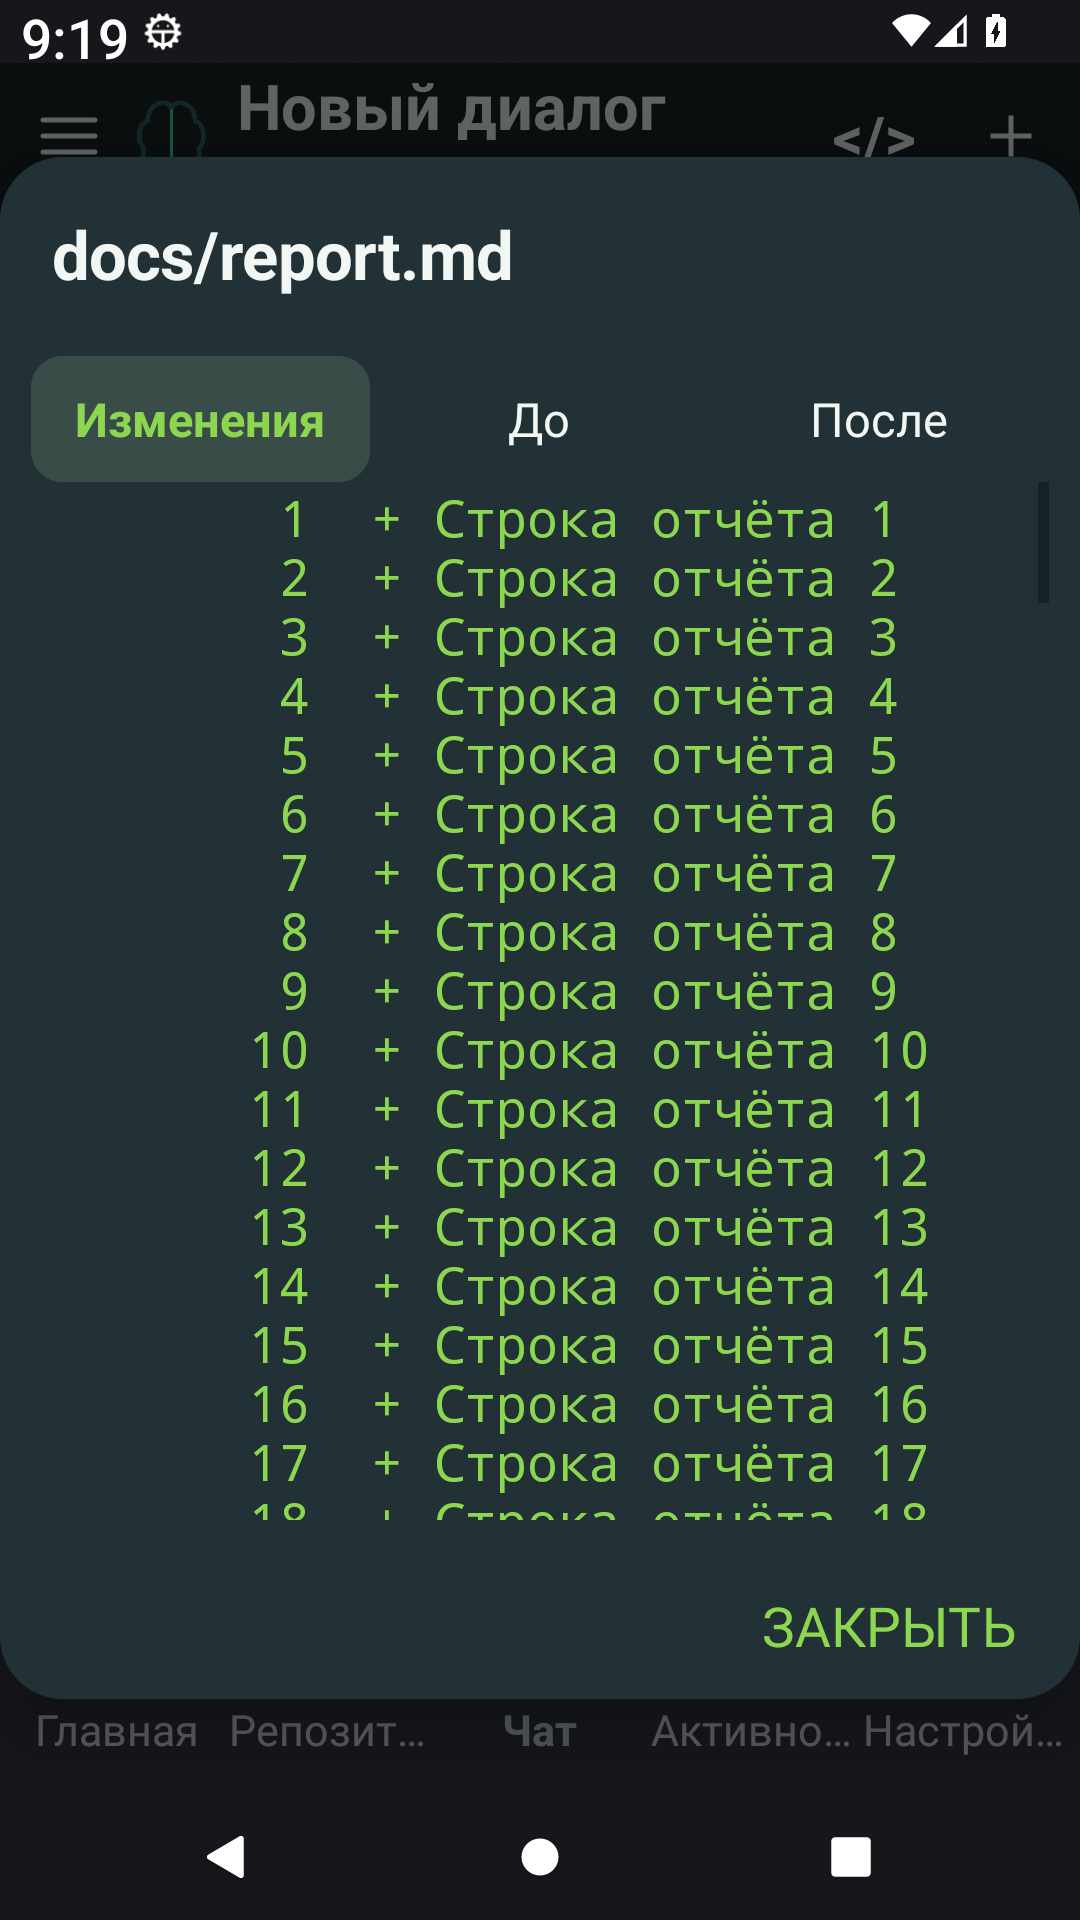 9:19
Новый диалог
</>
docs/report.md
Изменения До После
1 + Строка отчёта 1
2 + Строка отчёта 2
3 + Строка отчёта 3
4 + Строка отчёта 4
5 + Строка отчёта 5
6 + Строка отчёта 6
7 + Строка отчёта 7
8 + Строка отчёта 8
9 + Строка отчёта 9
10 + Строка отчёта 10
11 + Строка отчёта 11
12 + Строка отчёта 12
13 + Строка отчёта 13
14 + Строка отчёта 14
15 + Строка отчёта 15
16 + Строка отчёта 16
17 + Строка отчёта 17
18 + Строка отчёта 18
ЗАКРЫТЬ
Главная Репозит… Чат Активно… Настрой…